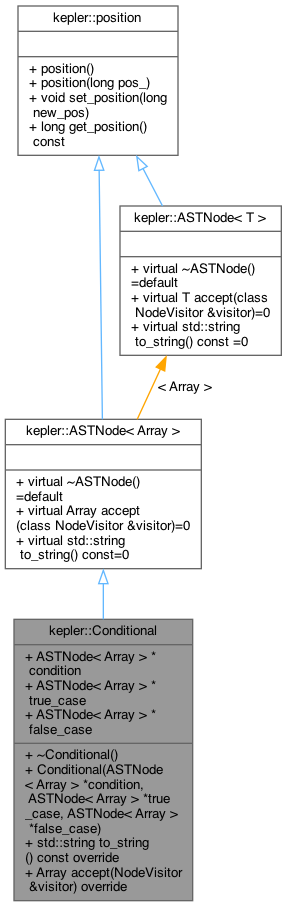 kepler::position
+ position()
+ position(long pos_)
+ void set_position(long
new_pos)
+ long get_position()
const
kepler::ASTNode< T >
+ virtual ~ASTNode()
=default
+ virtual T accept(class
NodeVisitor &visitor)=0
+ virtual std::string
to_string() const =0
< Array >
kepler::ASTNode< Array >
+ virtual ~ASTNode()
=default
+ virtual Array accept
(class NodeVisitor &visitor)=0
+ virtual std::string
to_string() const=0
kepler::Conditional
+ ASTNode< Array > *
condition
+ ASTNode< Array > *
true_case
+ ASTNode< Array > *
false_case
+ ~Conditional()
+ Conditional(ASTNode
< Array > *condition,
ASTNode< Array > *true
_case, ASTNode< Array >
*false_case)
+ std::string to_string
() const override
+ Array accept(NodeVisitor
&visitor) override